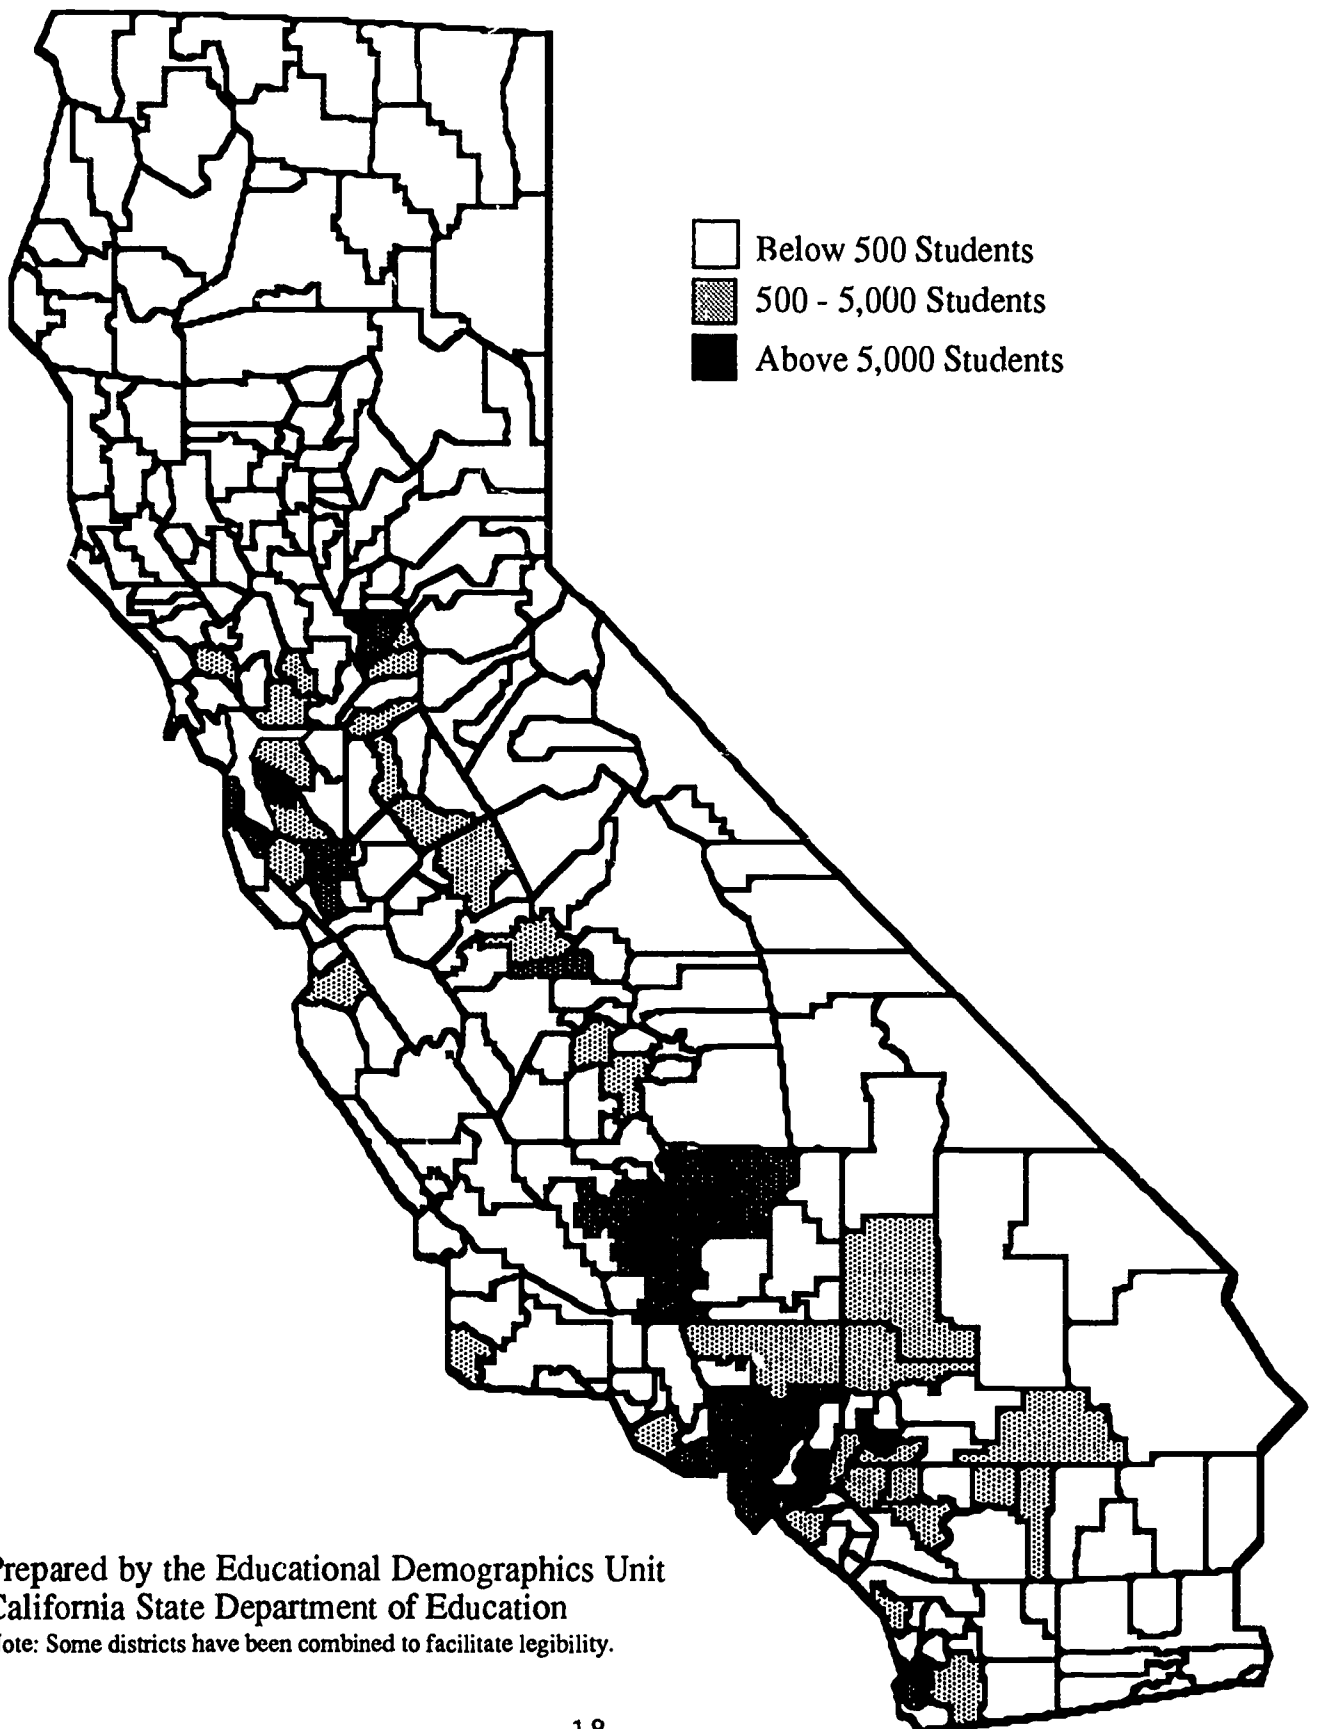 Below 500 Students
500 - 5,000 Students
Above 5,000 Students
Prepared by the Educational Demographics Unit
California State Department of Education
Note: Some districts have been combined to facilitate legibility.
18